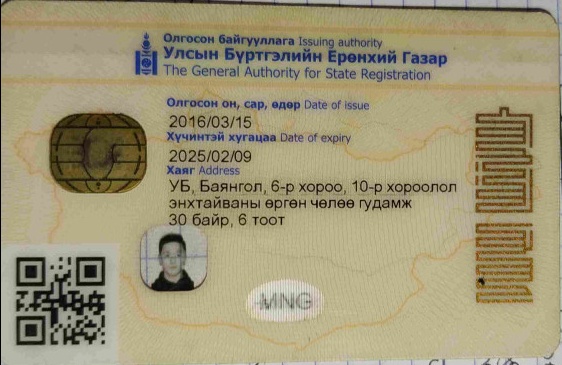 Олгосон байгууллага Issuing authority
Улсын Бүртгэлийн Ерөнхий Газар
The General Authority for State Registration
Олгосон он, сар, өдөр Date of issue
2016/03/15
Хүчинтэй хугацаа Date of expiry
2025/02/09
Хаяг Address
УБ, Баянгол, 6-р хороо, 10-р хороолол
энхтайваны өргөн чөлөө гудамж
30 байр, 6 тоот
MNG